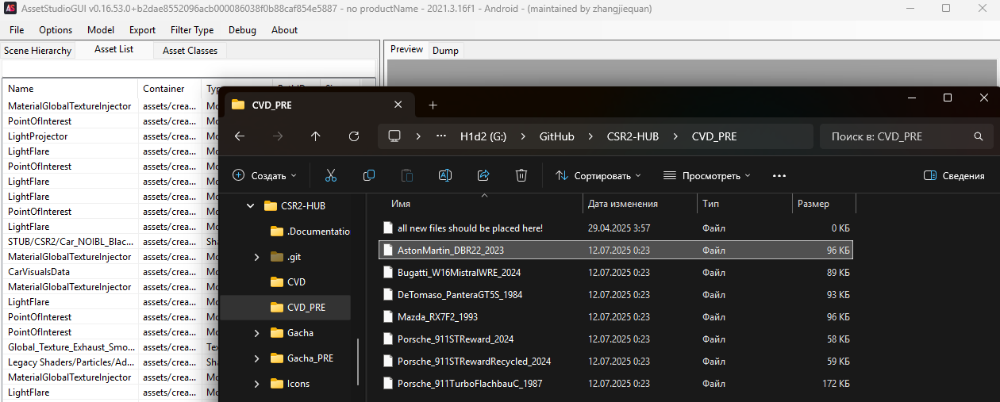 AssetStudioGUI v0.16.53.0+b2dae8552096acb000086038f0b88caf854e5887 - no productName - 2021.3.16f1 - Android - (maintained by zhangjiequan)
File Options Model Export Filter Type Debug About
Scene Hierarchy Asset List Asset Classes Preview Dump
Name Container
MaterialGlobalTextureInjector assets/crea... Mo
PointOfInterest assets/crea... Mo
LightProjector assets/crea... Mo
LightFlare assets/crea... Mo
PointOfInterest assets/crea... Mo
LightFlare assets/crea... Mo
LightFlare assets/crea... Mo
PointOfInterest assets/crea... Mo
LightFlare assets/crea... Mo
STUB/CSR2/Car_NOIBL_Blac... assets/crea... Sha
MaterialGlobalTextureInjector assets/crea... Mo
CarVisualsData assets/crea... Mo
MaterialGlobalTextureInjector assets/crea... Mo
LightFlare assets/crea... Mo
PointOfInterest assets/crea... Mo
PointOfInterest assets/crea... Mo
Global_Texture_Exhaust_Smo... assets/crea... Tex
Legacy Shaders/Particles/Ad... assets/crea... Sha
MaterialGlobalTextureInjector assets/crea... Mo
LightFlare assets/crea... Mo
CVD_PRE
H1d2 (G:) GitHub CSR2-HUB CVD_PRE Поиск в: CVD_PRE
Создать Сортировать Просмотреть Сведения
CSR2-HUB
.Documentatio
.git
CVD
CVD_PRE
Gacha
Gacha_PRE
Icons
Имя Дата изменения Тип Размер
all new files should be placed here! 29.04.2025 3:57 Файл 0 КБ
AstonMartin_DBR22_2023 12.07.2025 0:23 Файл 96 КБ
Bugatti_W16MistralWRE_2024 12.07.2025 0:23 Файл 89 КБ
DeTomaso_PanteraGT5S_1984 12.07.2025 0:23 Файл 93 КБ
Mazda_RX7F2_1993 12.07.2025 0:23 Файл 96 КБ
Porsche_911STReward_2024 12.07.2025 0:23 Файл 58 КБ
Porsche_911STRewardRecycled_2024 12.07.2025 0:23 Файл 59 КБ
Porsche_911TurboFlachbauC_1987 12.07.2025 0:23 Файл 172 КБ